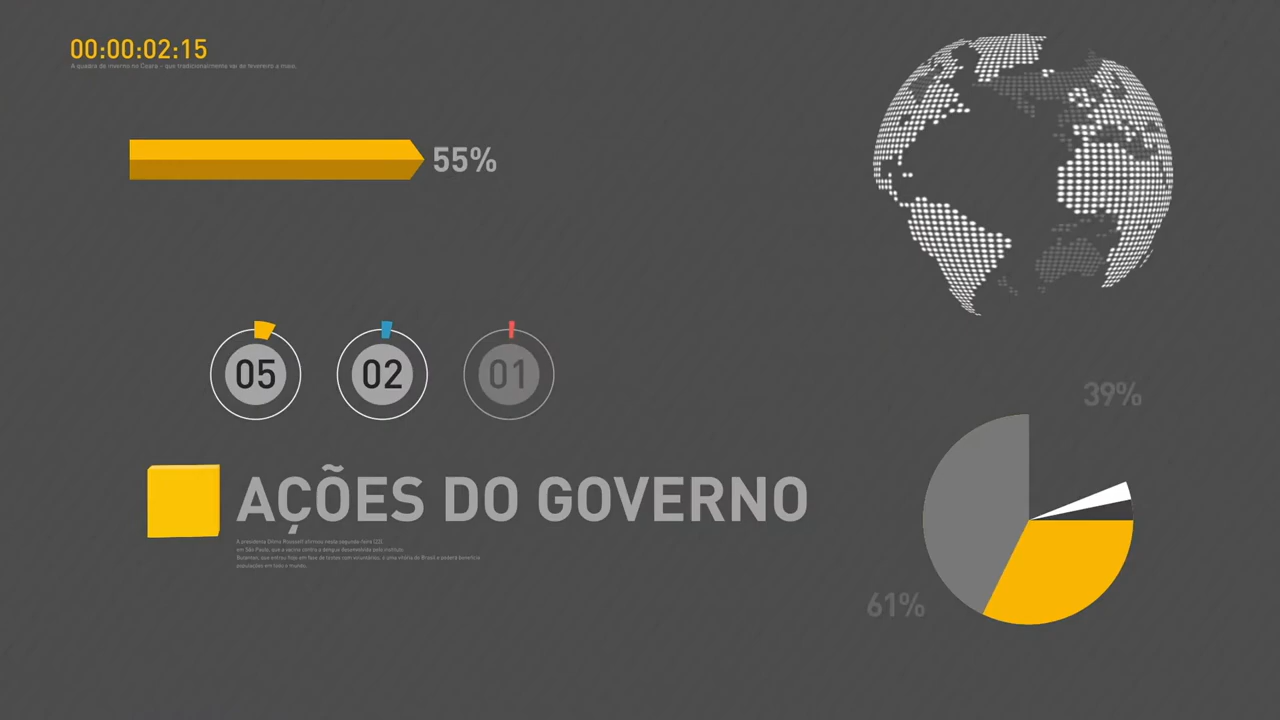 00:00:02:15
A quadra de inverno no Ceara – que tradicionalmente vai de fevereiro a maio.
55%
05 02 01
39%
AÇÕES DO GOVERNO
A presidenta Dilma Rousseff afirmou nesta segunda-feira
em São Paulo, que a vacina contra a dengue desenvolvida pelo Instituto
Butantan, que entrou hoje em fase de testes com voluntários, é uma vitória do Brasil e poderá beneficiar
populações em todo o mundo.
61%